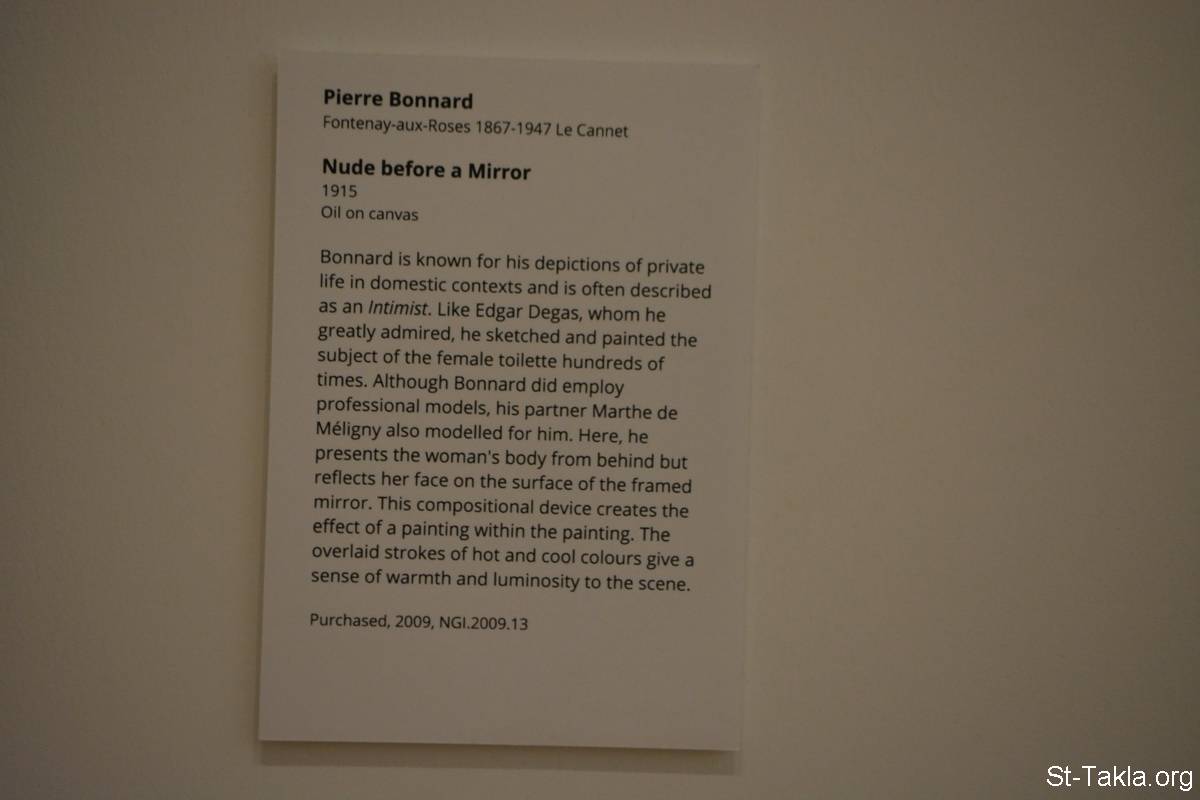 Pierre Bonnard
Fontenay-aux-Roses 1867-1947 Le Cannet
Nude before a Mirror
1915
Oil on canvas
Bonnard is known for his depictions of private
life in domestic contexts and is often described
as an Intimist. Like Edgar Degas, whom he
greatly admired, he sketched and painted the
subject of the female toilette hundreds of
times. Although Bonnard did employ
professional models, his partner Marthe de
Méligny also modelled for him. Here, he
presents the woman's body from behind but
reflects her face on the surface of the framed
mirror. This compositional device creates the
effect of a painting within the painting. The
overlaid strokes of hot and cool colours give a
sense of warmth and luminosity to the scene.
Purchased, 2009, NGI.2009.13
St-Takla.org